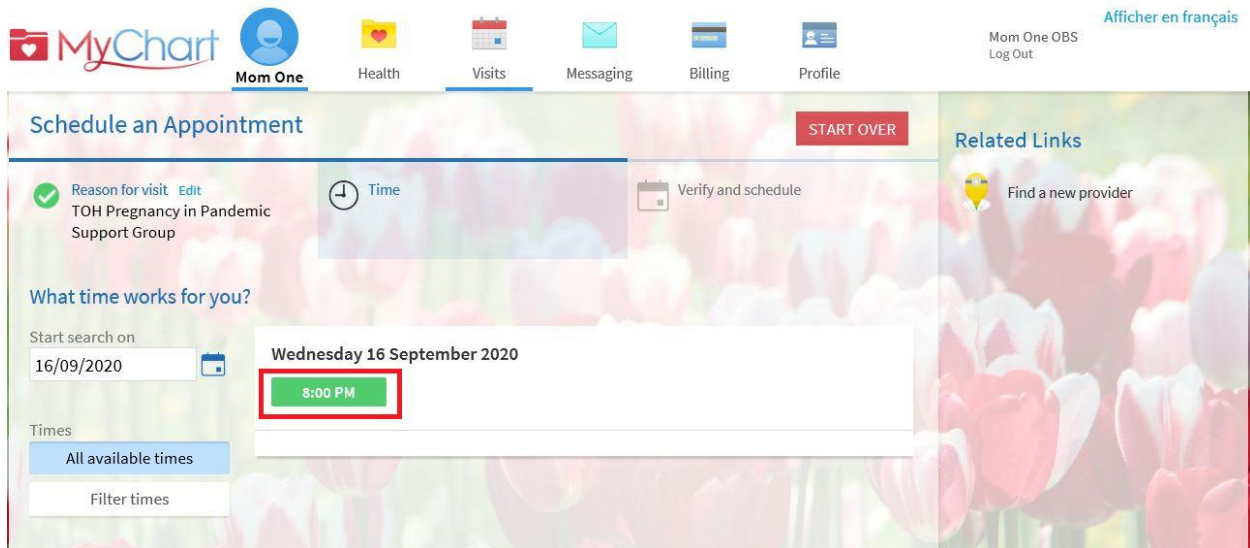 Afficher en français
MyChart
Mom One
Health
Visits
Messaging
Billing
Profile
Mom One OBS
Log Out
Schedule an Appointment
START OVER
Related Links
Reason for visit Edit
TOH Pregnancy in Pandemic
Support Group
Time
Verify and schedule
Find a new provider
What time works for you?
Start search on
16/09/2020
Wednesday 16 September 2020
8:00 PM
Times
All available times
Filter times